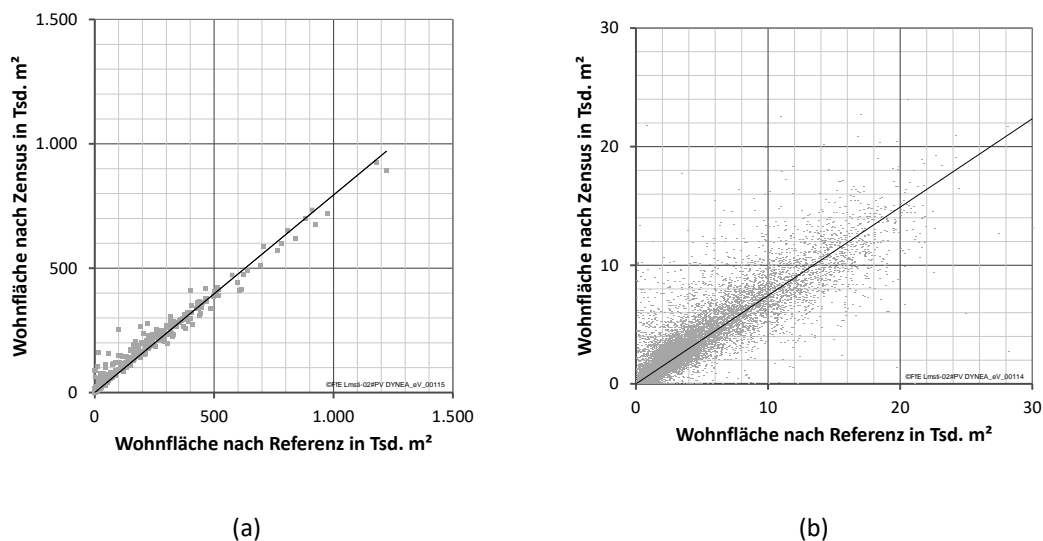 1.500
1.000
500
0
Wohnfläche nach Zensus in Tsd. m²
0
500
1.000
1.500
Wohnfläche nach Referenz in Tsd. m²
©FfE Lmsti-02#PV DYNEA_eV_00115
(a)
30
20
10
0
Wohnfläche nach Zensus in Tsd. m²
0
10
20
30
Wohnfläche nach Referenz in Tsd. m²
©FfE Lmsti-02#PV DYNEA_eV_00114
(b)